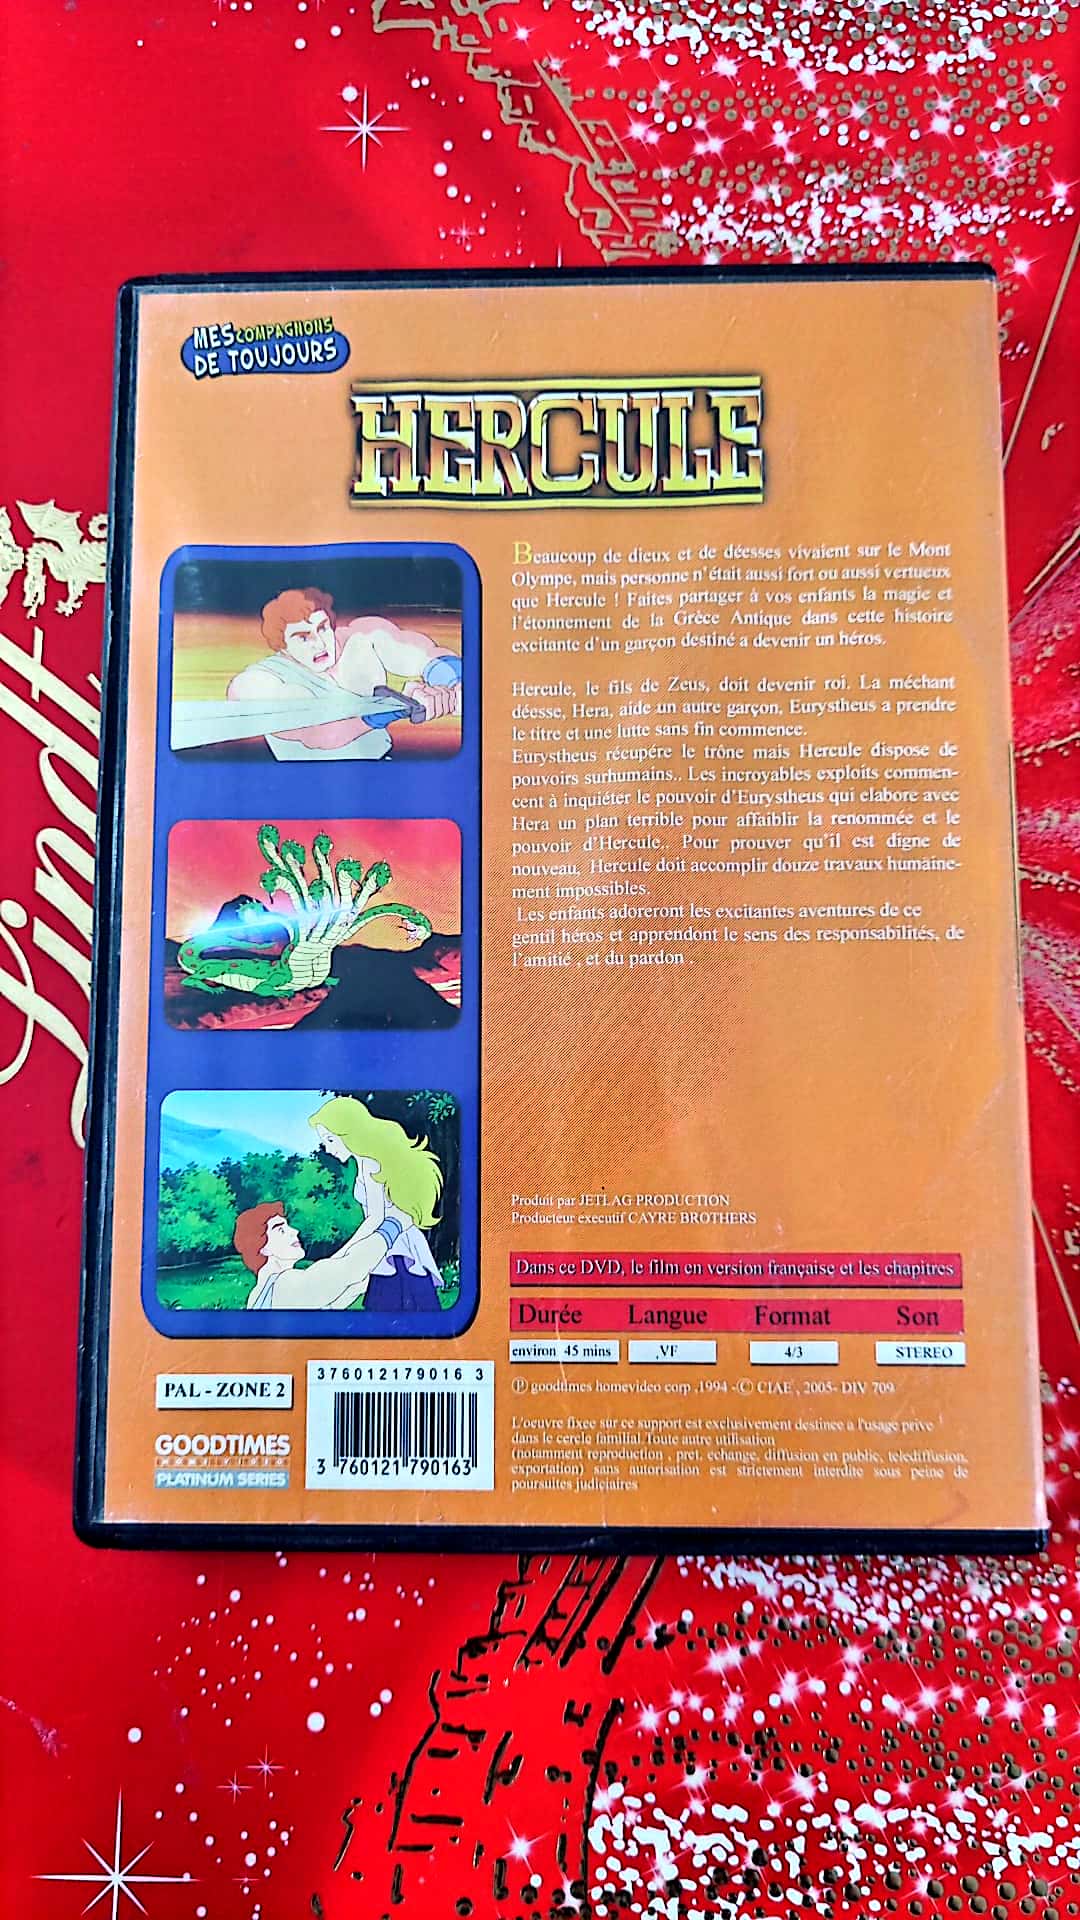 MES COMPAGNONS
DE TOUJOURS
HERCULE
Beaucoup de dieux et de déesses vivaient sur le Mont
Olympe, mais personne n'était aussi fort ou aussi vertueux
que Hercule ! Faites partager à vos enfants la magie et
l'étonnement de la Grèce Antique dans cette histoire
excitante d'un garçon destiné a devenir un héros.
Hercule, le fils de Zeus, doit devenir roi. La méchant
déesse, Hera, aide un autre garçon, Eurystheus a prendre
le titre et une lutte sans fin commence.
Eurystheus récupére le trône mais Hercule dispose de
pouvoirs surhumains.. Les incroyables exploits commen-
cent à inquiéter le pouvoir d'Eurystheus qui elabore avec
Hera un plan terrible pour affaiblir la renommée et le
pouvoir d'Hercule.. Pour prouver qu'il est digne de
nouveau, Hercule doit accomplir douze travaux humaine-
ment impossibles.
Les enfants adoreront les excitantes aventures de ce
gentil héros et apprendont le sens des responsabilités, de
l'amitié , et du pardon .
Produit par JETLAG PRODUCTION
Producteur éxecutif CAYRE BROTHERS
Dans ce DVD, le film en version française et les chapitres
Durée Langue Format Son
environ 45 mins VF 4/3 STEREO
PAL - ZONE 2
3760121790163
3 760121 790163
GOODTIMES
HOME VIDEO
PLATINUM SERIES
Ⓟ goodtimes homevideo corp ,1994 -© CIAE , 2005- DIV 709
L'oeuvre fixee sur ce support est exclusivement destinee a l'usage prive
dans le cercle familial.Toute autre utilisation
(notamment reproduction , pret, echange, diffusion en public, telediffusion,
exportation) sans autorisation est strictement interdite sous peine de
poursuites judiciaires
Lindt